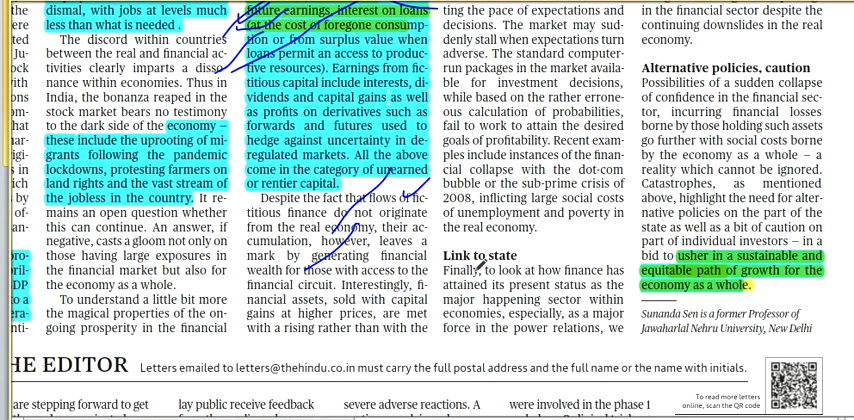 here
ted
Ju-
ock
rith
ons
om-
hat
ari-
igi-
s in
ich
by
of-
an-
pro-
ril-
DP
to a
era-
nti-
dismal, with jobs at levels much
less than what is needed .
The discord within countries
between the real and financial ac-
tivities clearly imparts a disso-
nance within economies. Thus in
India, the bonanza reaped in the
stock market bears no testimony
to the dark side of the economy –
these include the uprooting of mi-
grants following the pandemic
lockdowns, protesting farmers on
land rights and the vast stream of
the jobless in the country. It re-
mains an open question whether
this can continue. An answer, if
negative, casts a gloom not only on
those having large exposures in
the financial market but also for
the economy as a whole.
To understand a little bit more
the magical properties of the on-
going prosperity in the financial
future earnings, interest on loans
(at the cost of foregone consump-
tion or from surplus value when
loans permit an access to produc-
tive resources). Earnings from fic-
titious capital include interests, di-
vidends and capital gains as well
as profits on derivatives such as
forwards and futures used to
hedge against uncertainty in de-
regulated markets. All the above
come in the category of unearned
or rentier capital.
Despite the fact that flows of fic-
titious finance do not originate
from the real economy, their ac-
cumulation, however, leaves a
mark by generating financial
wealth for those with access to the
financial circuit. Interestingly, fi-
nancial assets, sold with capital
gains at higher prices, are met
with a rising rather than with the
ting the pace of expectations and
decisions. The market may sud-
denly stall when expectations turn
adverse. The standard computer-
run packages in the market availa-
ble for investment decisions,
while based on the rather errone-
ous calculation of probabilities,
fail to work to attain the desired
goals of profitability. Recent exam-
ples include instances of the finan-
cial collapse with the dot-com
bubble or the sub-prime crisis of
2008, inflicting large social costs
of unemployment and poverty in
the real economy.
Link to state
Finally, to look at how finance has
attained its present status as the
major happening sector within
economies, especially, as a major
force in the power relations, we
in the financial sector despite the
continuing downslides in the real
economy.
Alternative policies, caution
Possibilities of a sudden collapse
of confidence in the financial sec-
tor, incurring financial losses
borne by those holding such assets
go further with social costs borne
by the economy as a whole – a
reality which cannot be ignored.
Catastrophes, as mentioned
above, highlight the need for alter-
native policies on the part of the
state as well as a bit of caution on
part of individual investors – in a
bid to usher in a sustainable and
equitable path of growth for the
economy as a whole.
Sunanda Sen is a former Professor of
Jawaharlal Nehru University, New Delhi
HE EDITOR Letters emailed to letters@thehindu.co.in must carry the full postal address and the full name or the name with initials.
To read more letters
online, scan the QR code
are stepping forward to get
lay public receive feedback
severe adverse reactions. A
were involved in the phase 1